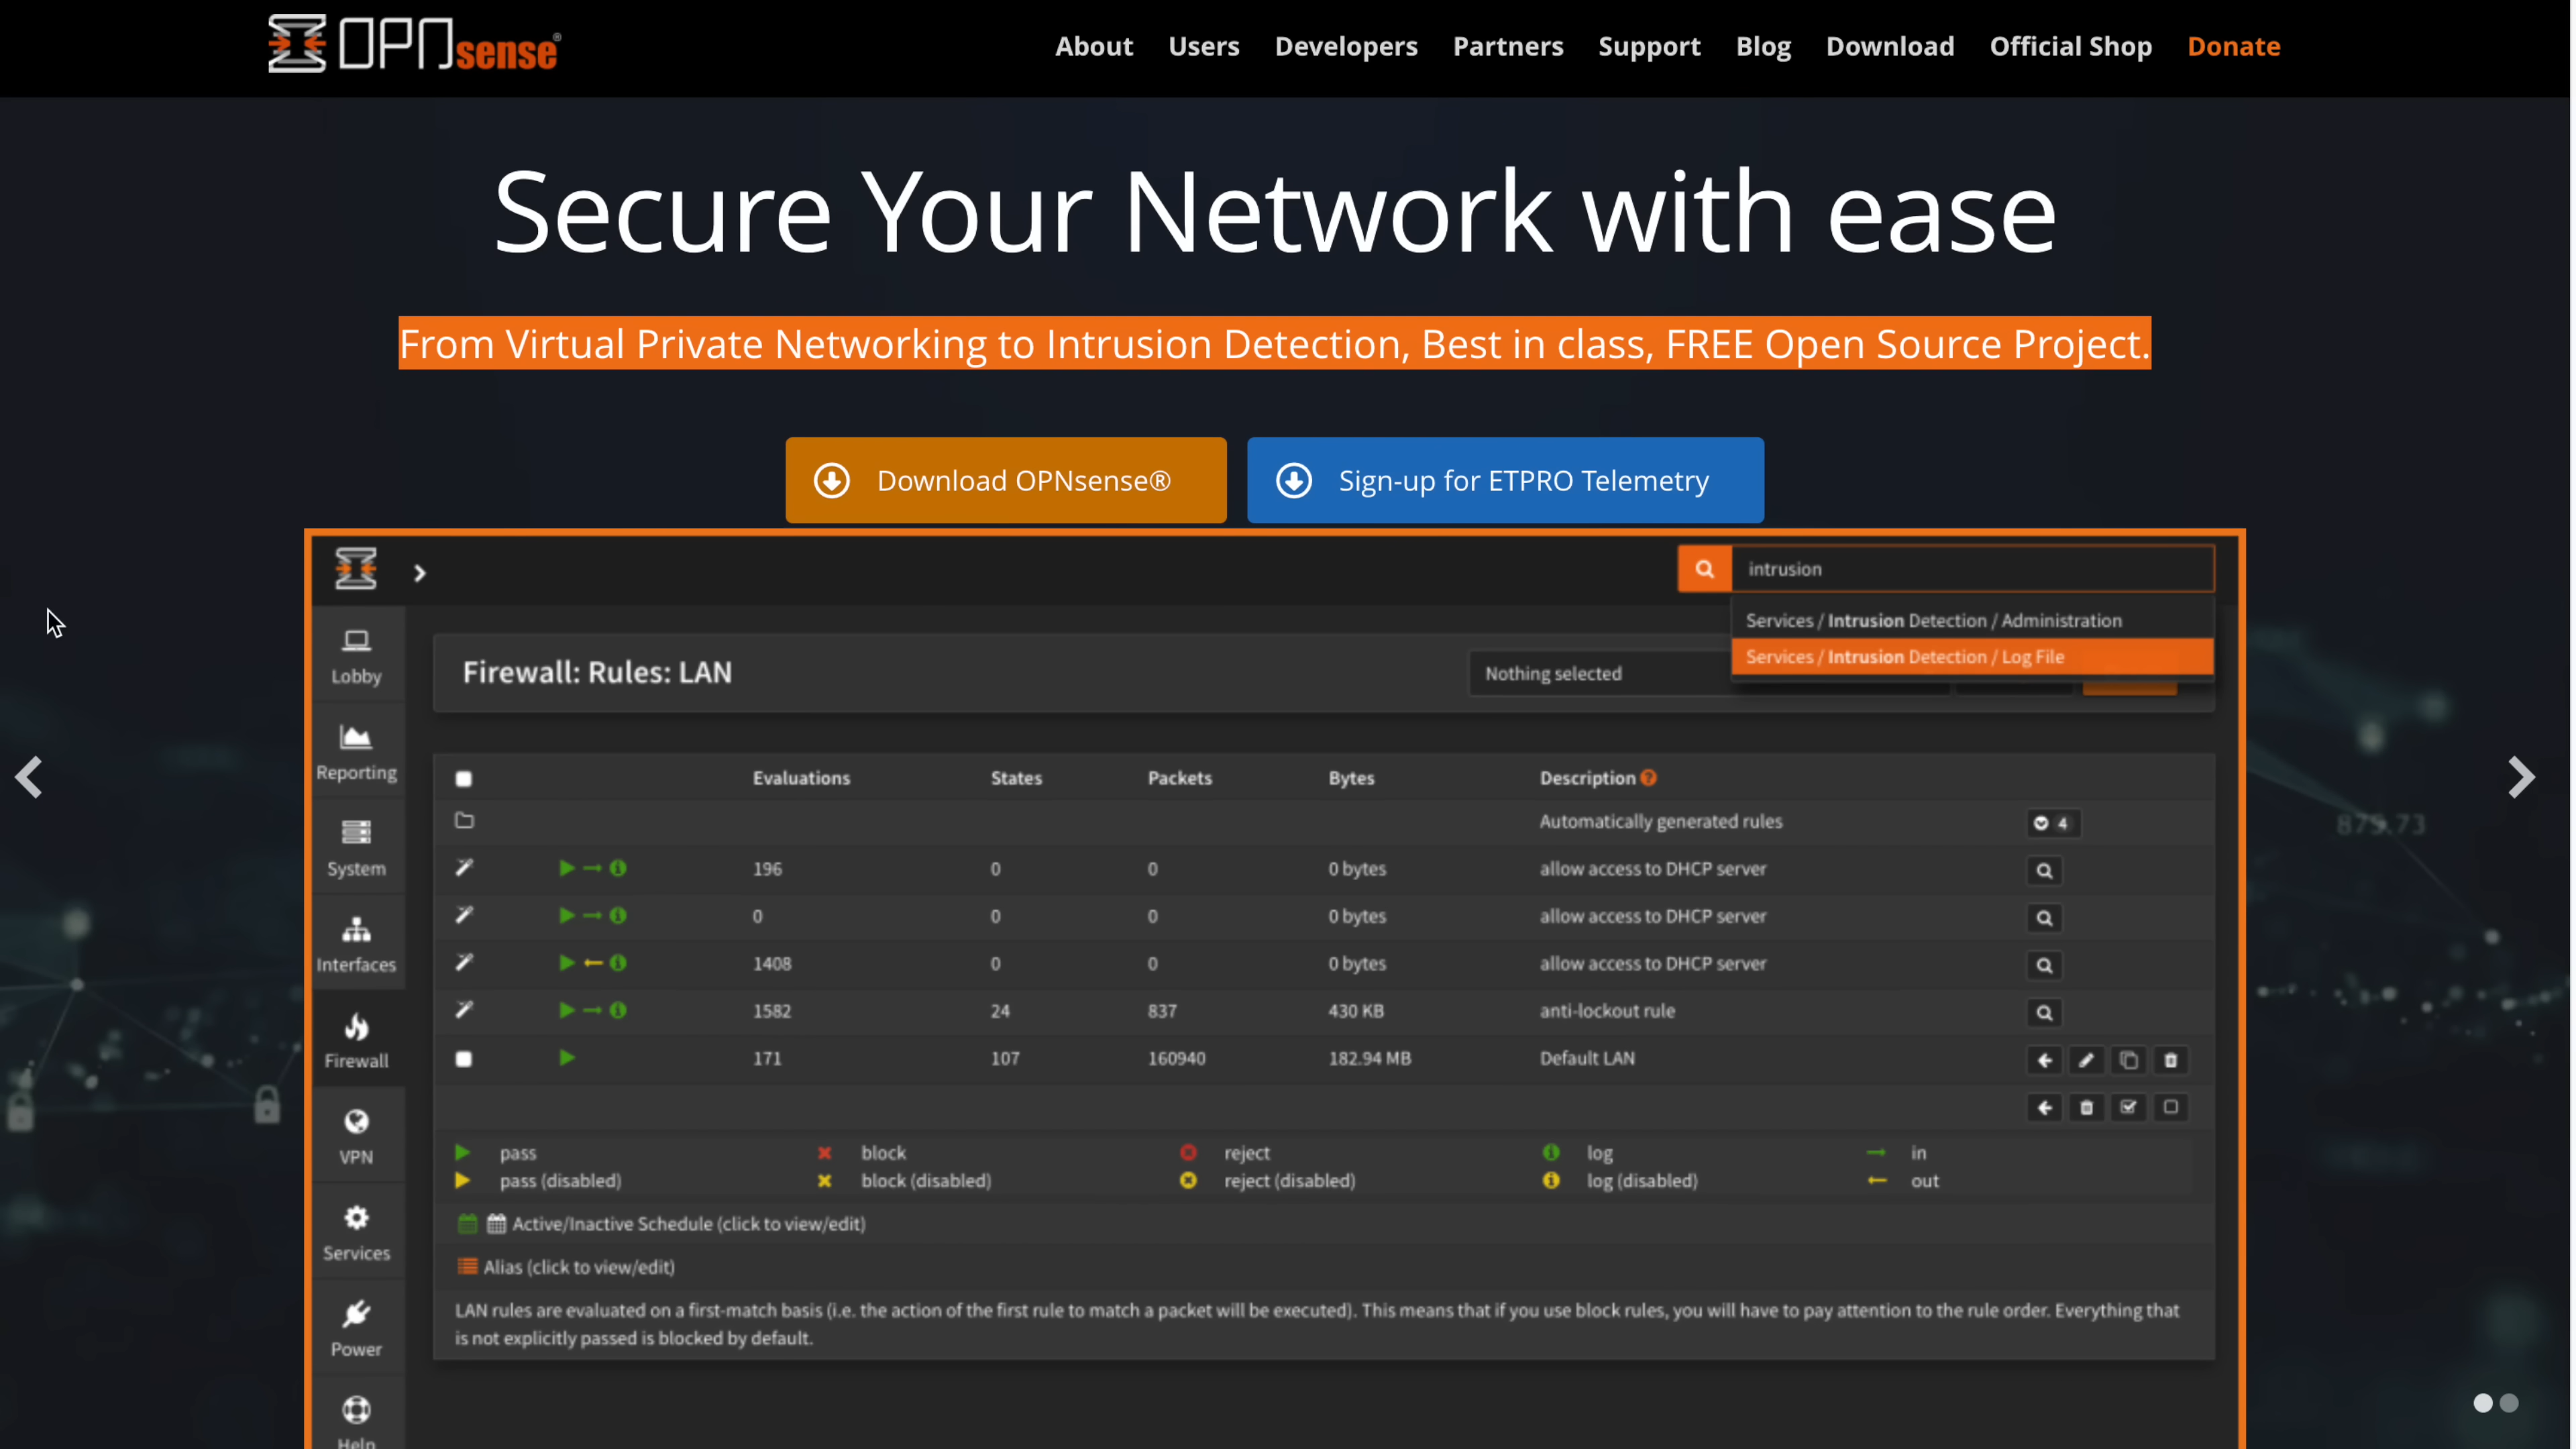 OPNsense®
About Users Developers Partners Support Blog Download Official Shop Donate
Secure Your Network with ease
From Virtual Private Networking to Intrusion Detection, Best in class, FREE Open Source Project.
Download OPNsense® Sign-up for ETPRO Telemetry
intrusion
Services / Intrusion Detection / Administration
Services / Intrusion Detection / Log File
Lobby
Reporting
System
Interfaces
Firewall
VPN
Services
Power
Help
Firewall: Rules: LAN
Nothing selected
Evaluations States Packets Bytes Description
Automatically generated rules 4
196 0 0 0 bytes allow access to DHCP server
0 0 0 0 bytes allow access to DHCP server
1408 0 0 0 bytes allow access to DHCP server
1582 24 837 430 KB anti-lockout rule
171 107 160940 182.94 MB Default LAN
pass block reject log in
pass (disabled) block (disabled) reject (disabled) log (disabled) out
Active/Inactive Schedule (click to view/edit)
Alias (click to view/edit)
LAN rules are evaluated on a first-match basis (i.e. the action of the first rule to match a packet will be executed). This means that if you use block rules, you will have to pay attention to the rule order. Everything that
is not explicitly passed is blocked by default.